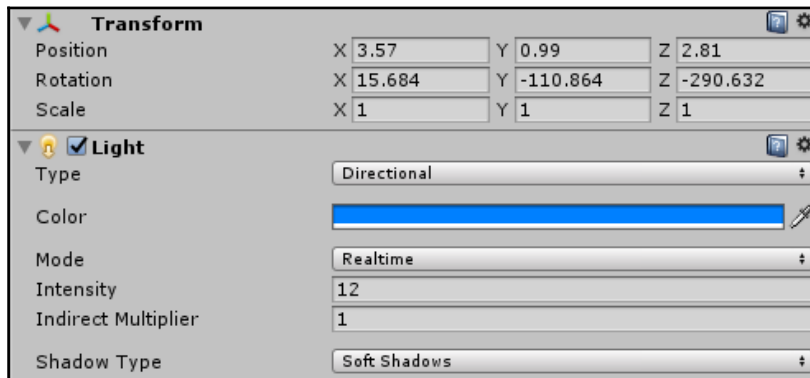 Transform
Position X 3.57 Y 0.99 Z 2.81
Rotation X 15.684 Y -110.864 Z -290.632
Scale X 1 Y 1 Z 1
Light
Type Directional
Color
Mode Realtime
Intensity 12
Indirect Multiplier 1
Shadow Type Soft Shadows